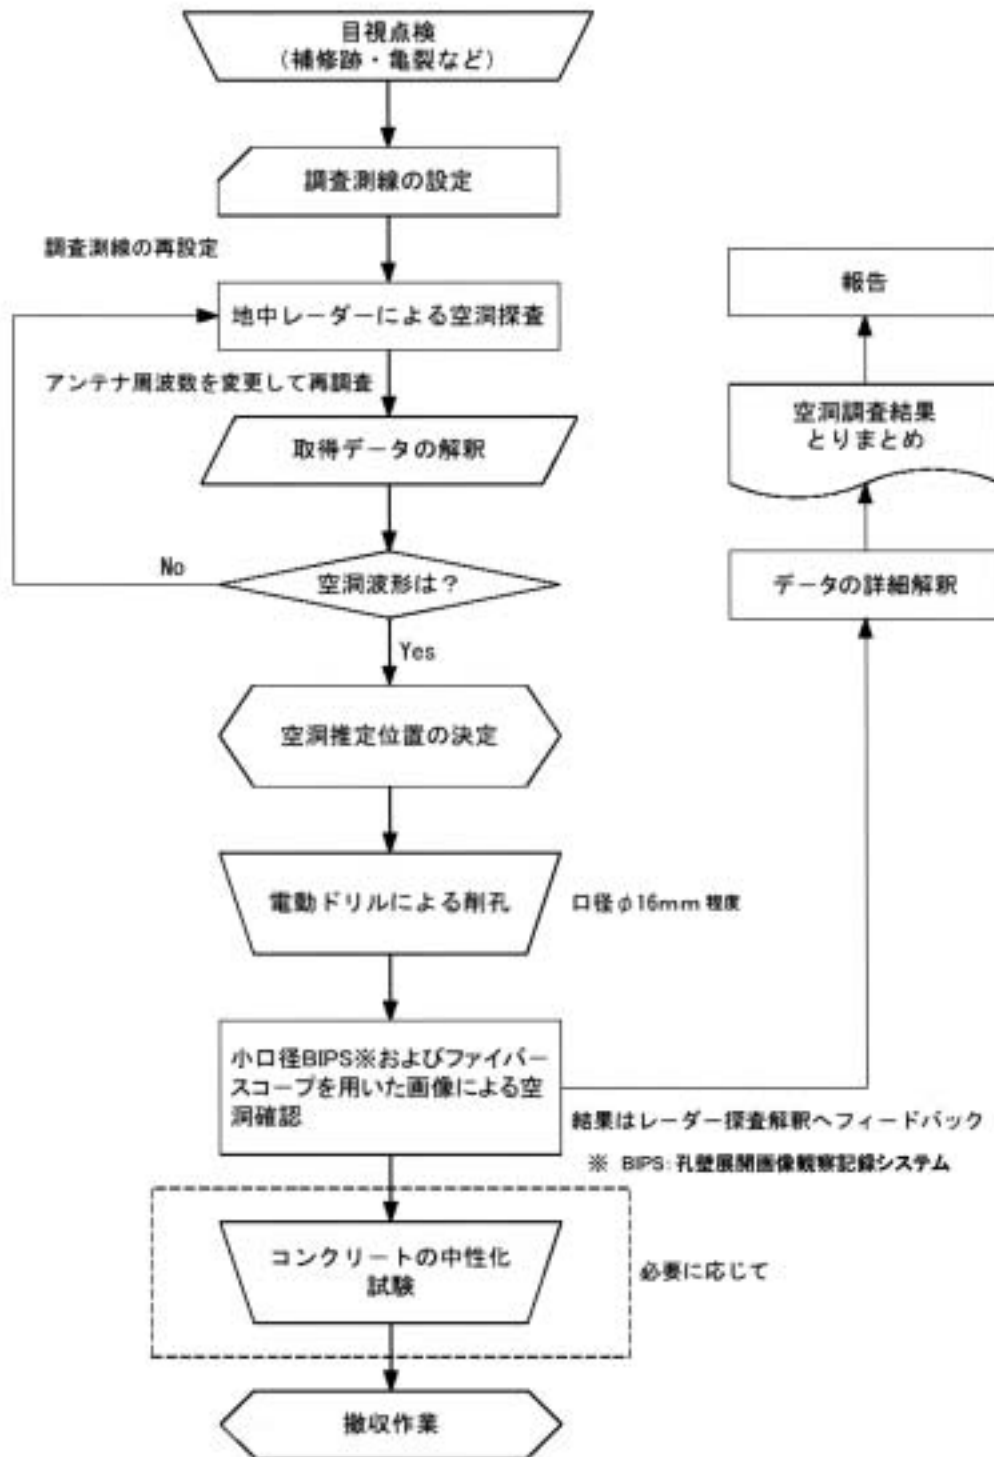 目視点検
（補修跡・亀裂など）
調査測線の設定
調査測線の再設定
地中レーダーによる空洞探査
アンテナ周波数を変更して再調査
取得データの解釈
空洞波形は？
No
Yes
空洞推定位置の決定
電動ドリルによる削孔
口径φ16mm 程度
小口径BIPS※およびファイバー
スコープを用いた画像による空
洞確認
結果はレーダー探査解釈へフィードバック
※ BIPS：孔壁展開画像観察記録システム
コンクリートの中性化
試験
必要に応じて
撤収作業
データの詳細解釈
空洞調査結果
とりまとめ
報告